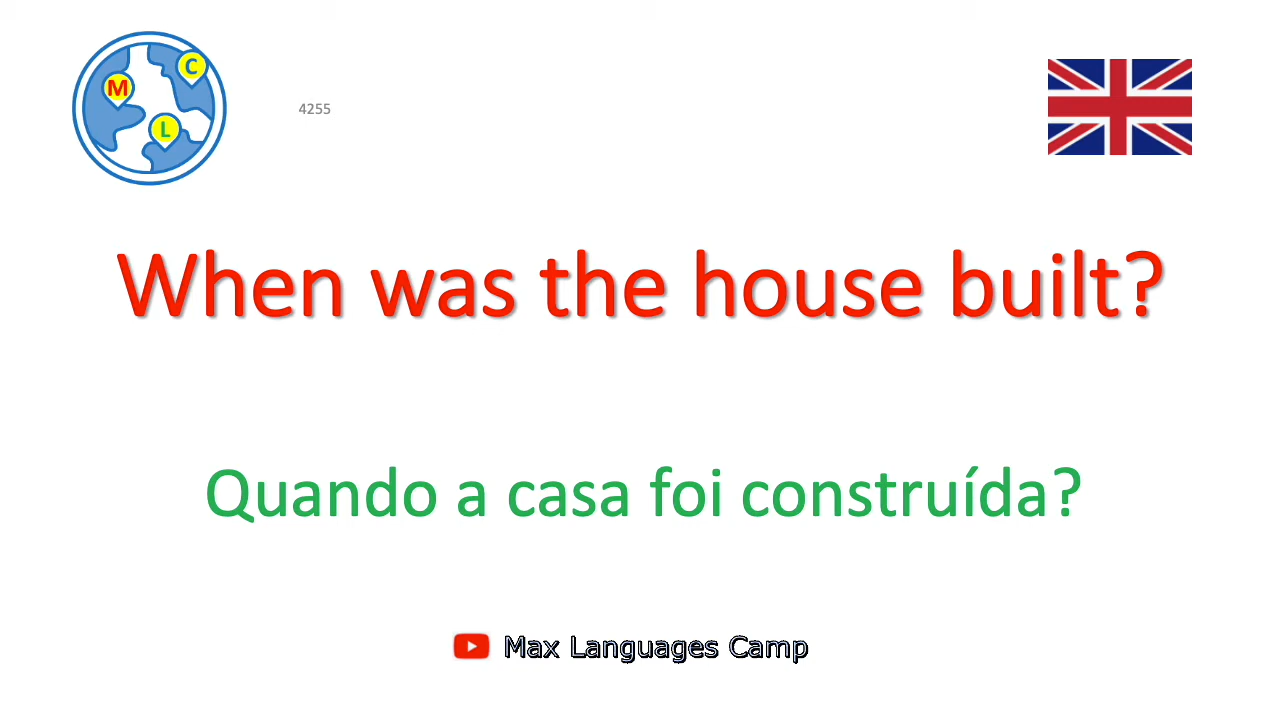 M
C
L
4255
When was the house built?
Quando a casa foi construída?
Max Languages Camp